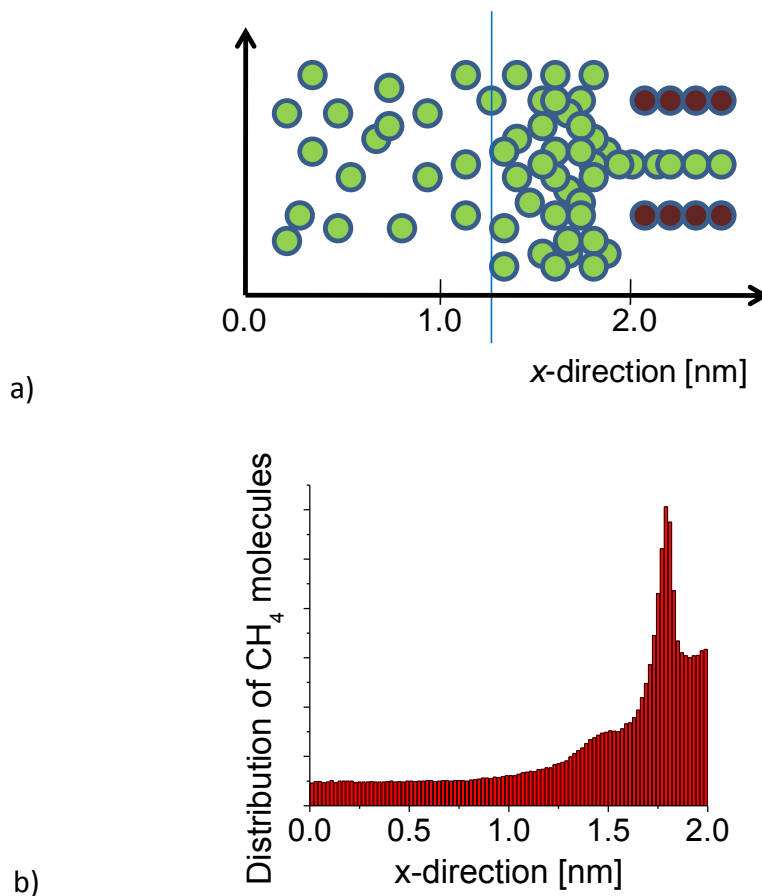 0.0 1.0 2.0
x-direction [nm]
a)
Distribution of CH4 molecules
0.0 0.5 1.0 1.5 2.0
x-direction [nm]
b)